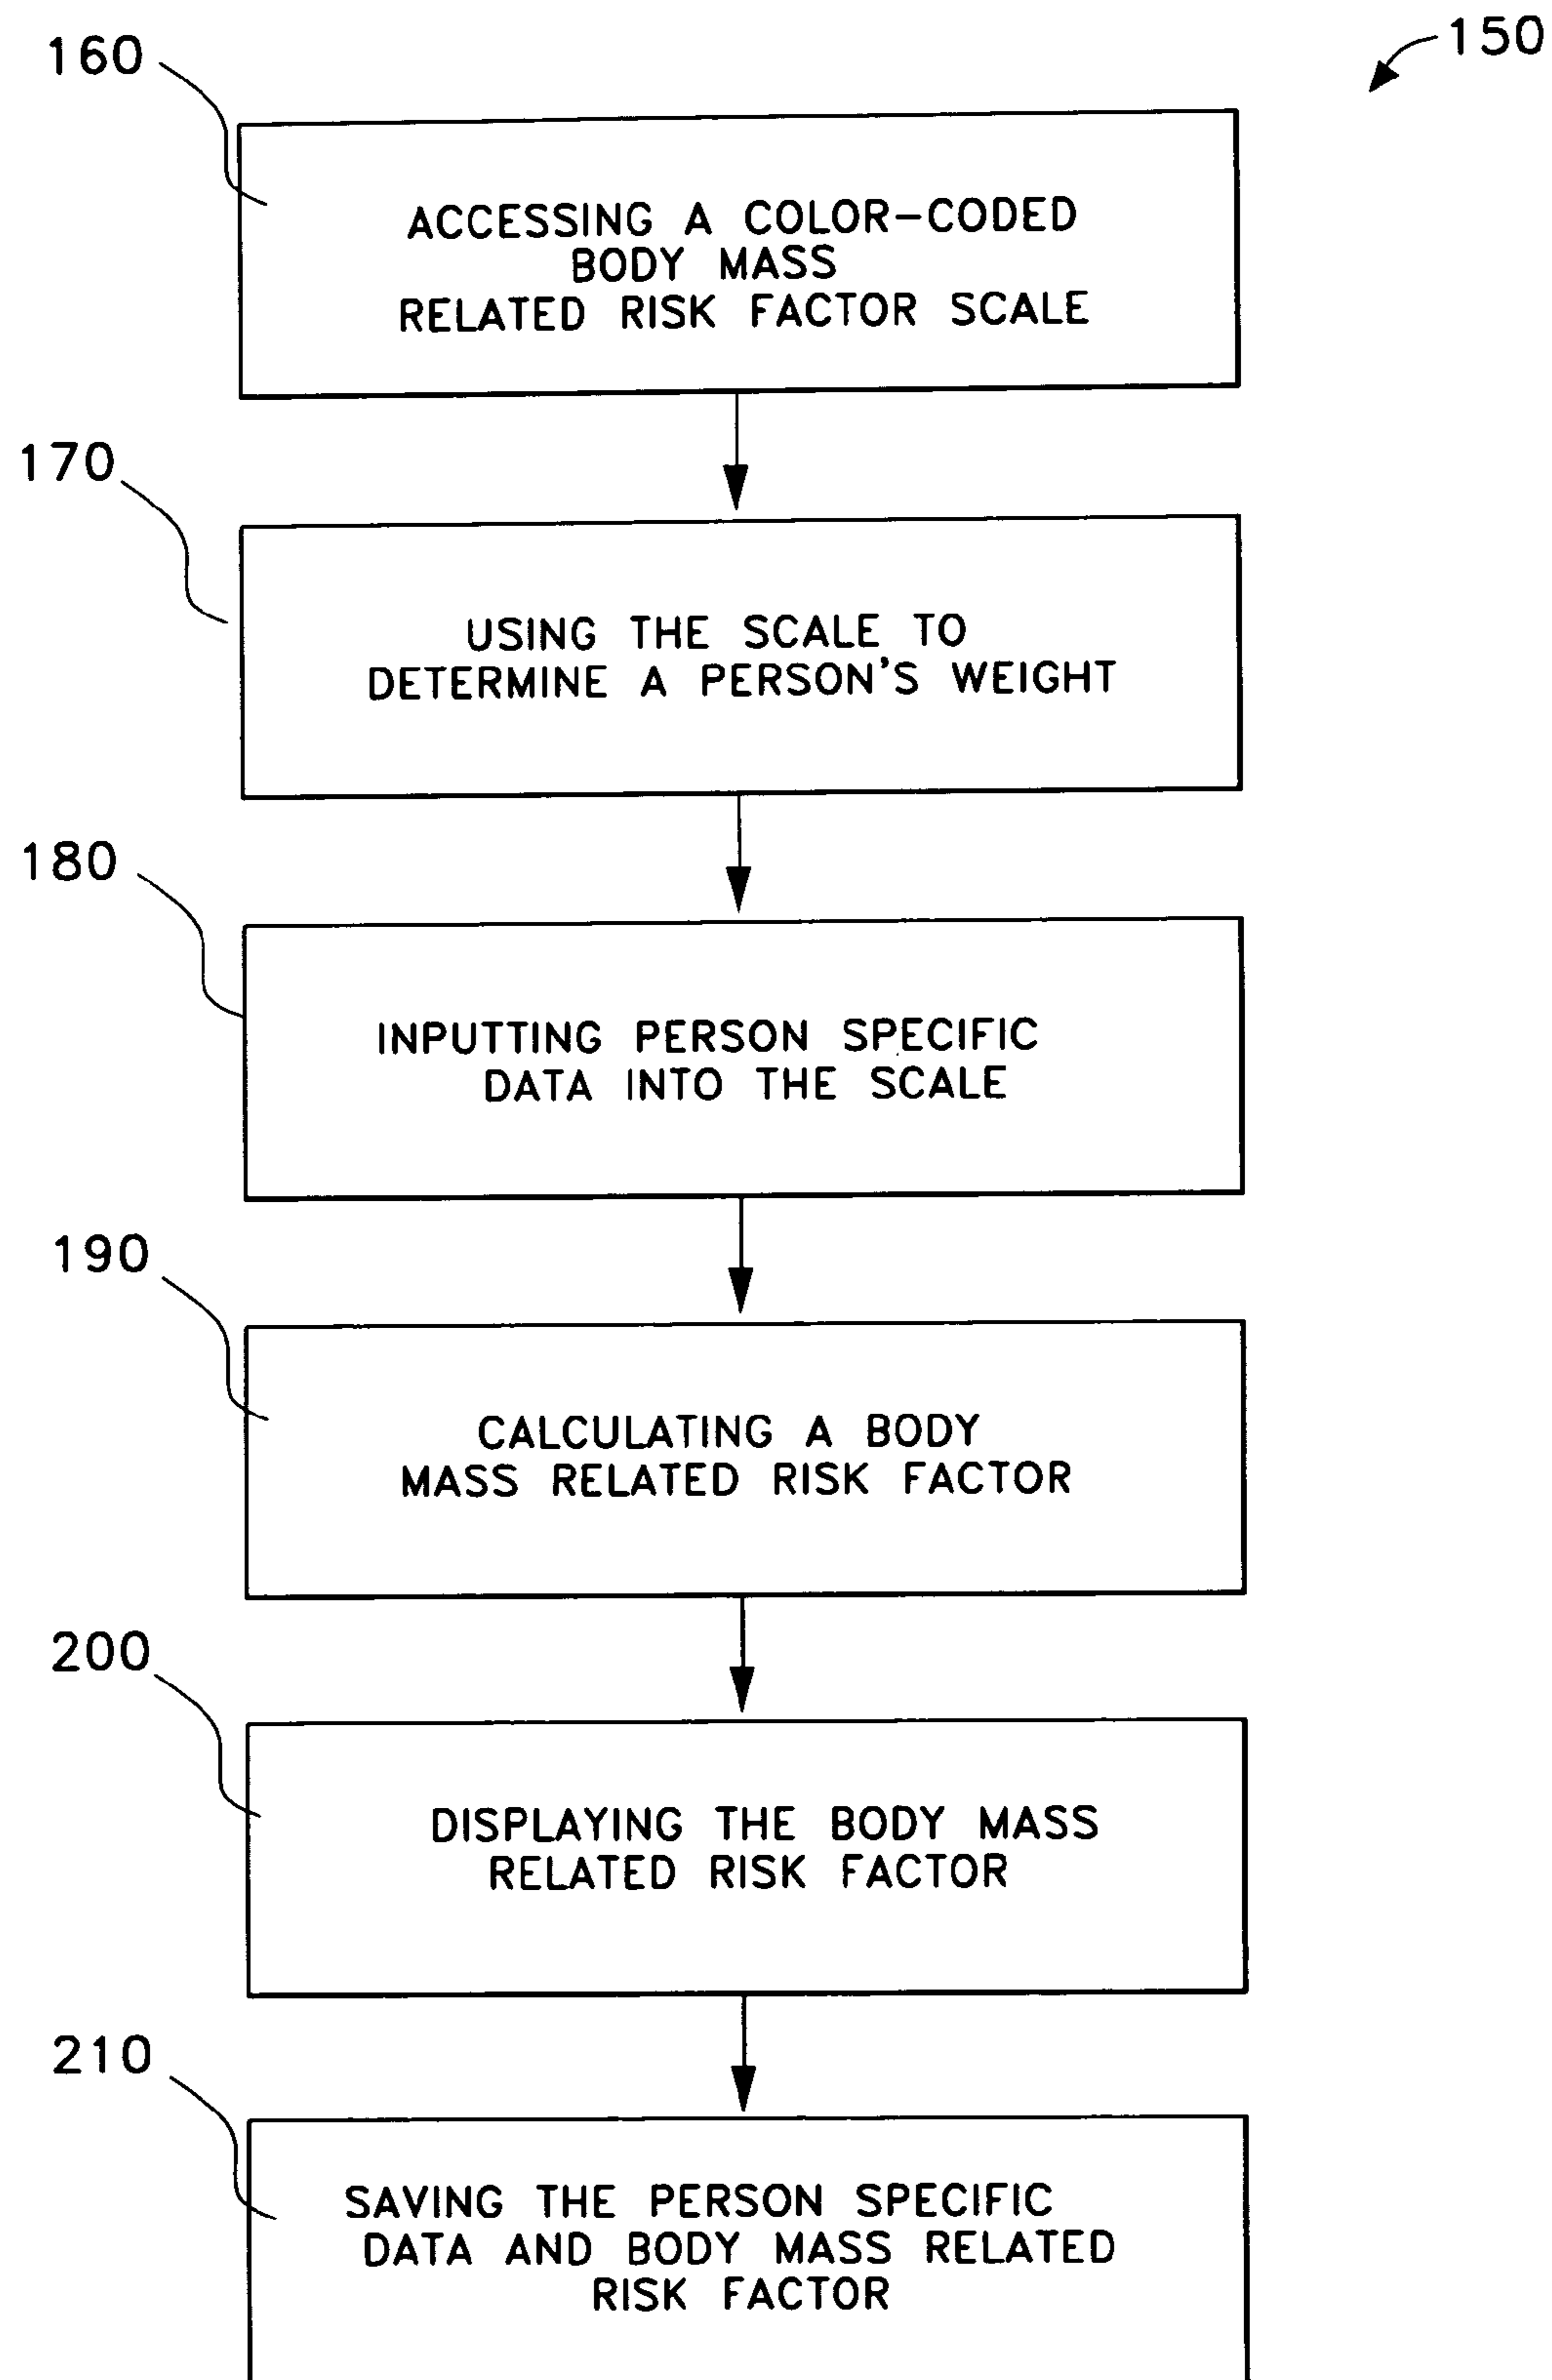 150
160
ACCESSING A COLOR-CODED
BODY MASS
RELATED RISK FACTOR SCALE
170
USING THE SCALE TO
DETERMINE A PERSON'S WEIGHT
180
INPUTTING PERSON SPECIFIC
DATA INTO THE SCALE
190
CALCULATING A BODY
MASS RELATED RISK FACTOR
200
DISPLAYING THE BODY MASS
RELATED RISK FACTOR
210
SAVING THE PERSON SPECIFIC
DATA AND BODY MASS RELATED
RISK FACTOR